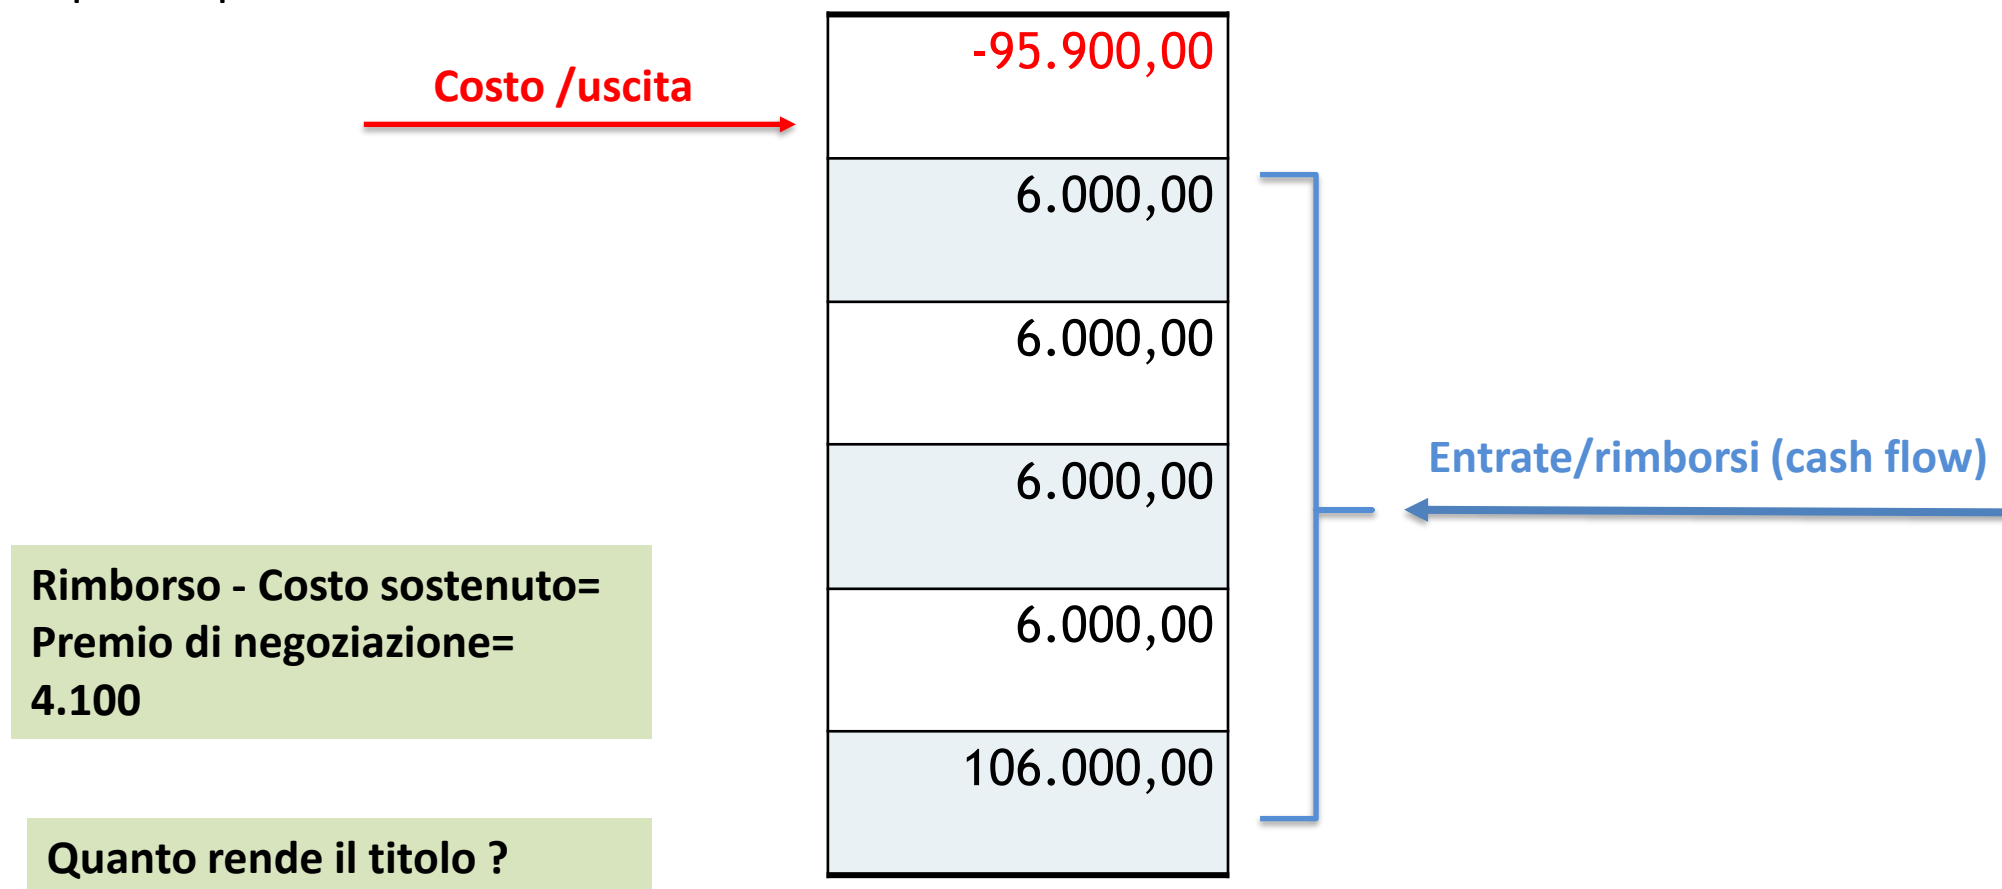 -95.900,00
Costo /uscita
6.000,00
6.000,00
Entrate/rimborsi (cash flow)
6.000,00
Rimborso - Costo sostenuto=
Premio di negoziazione=
4.100
6.000,00
106.000,00
Quanto rende il titolo ?